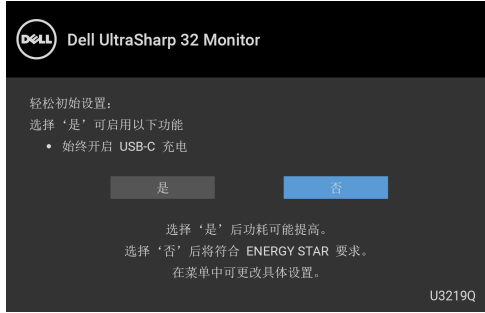 DELL Dell UltraSharp 32 Monitor
轻松初始设置：
选择‘是’可启用以下功能
• 始终开启 USB-C 充电
是 否
选择‘是’后功耗可能提高。
选择‘否’后将符合 ENERGY STAR 要求。
在菜单中可更改具体设置。
U3219Q